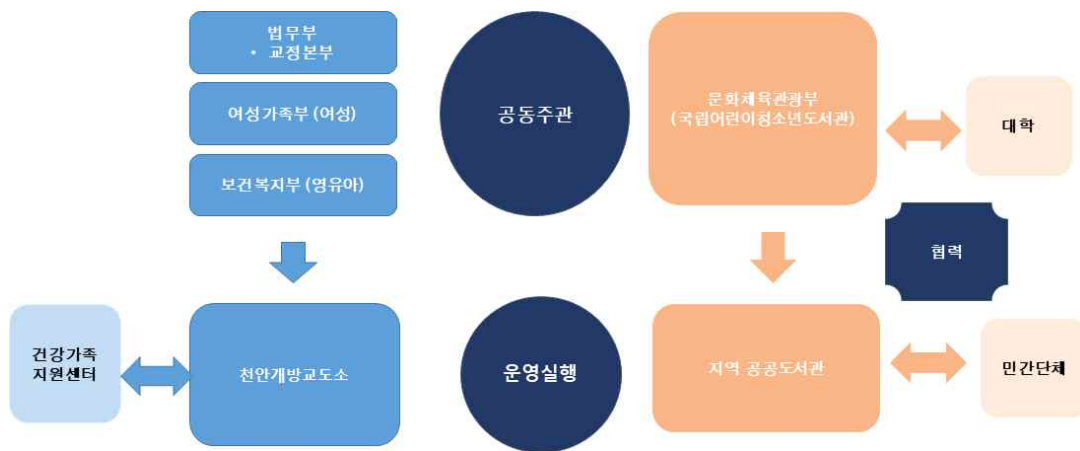 법무부
• 교정본부
여성가족부 (여성)
보건복지부 (영유아)
공동주관
문화체육관광부
(국립어린이청소년도서관)
대학
협력
건강가족
지원센터
천안개방교도소
운영실행
지역 공공도서관
민간단체